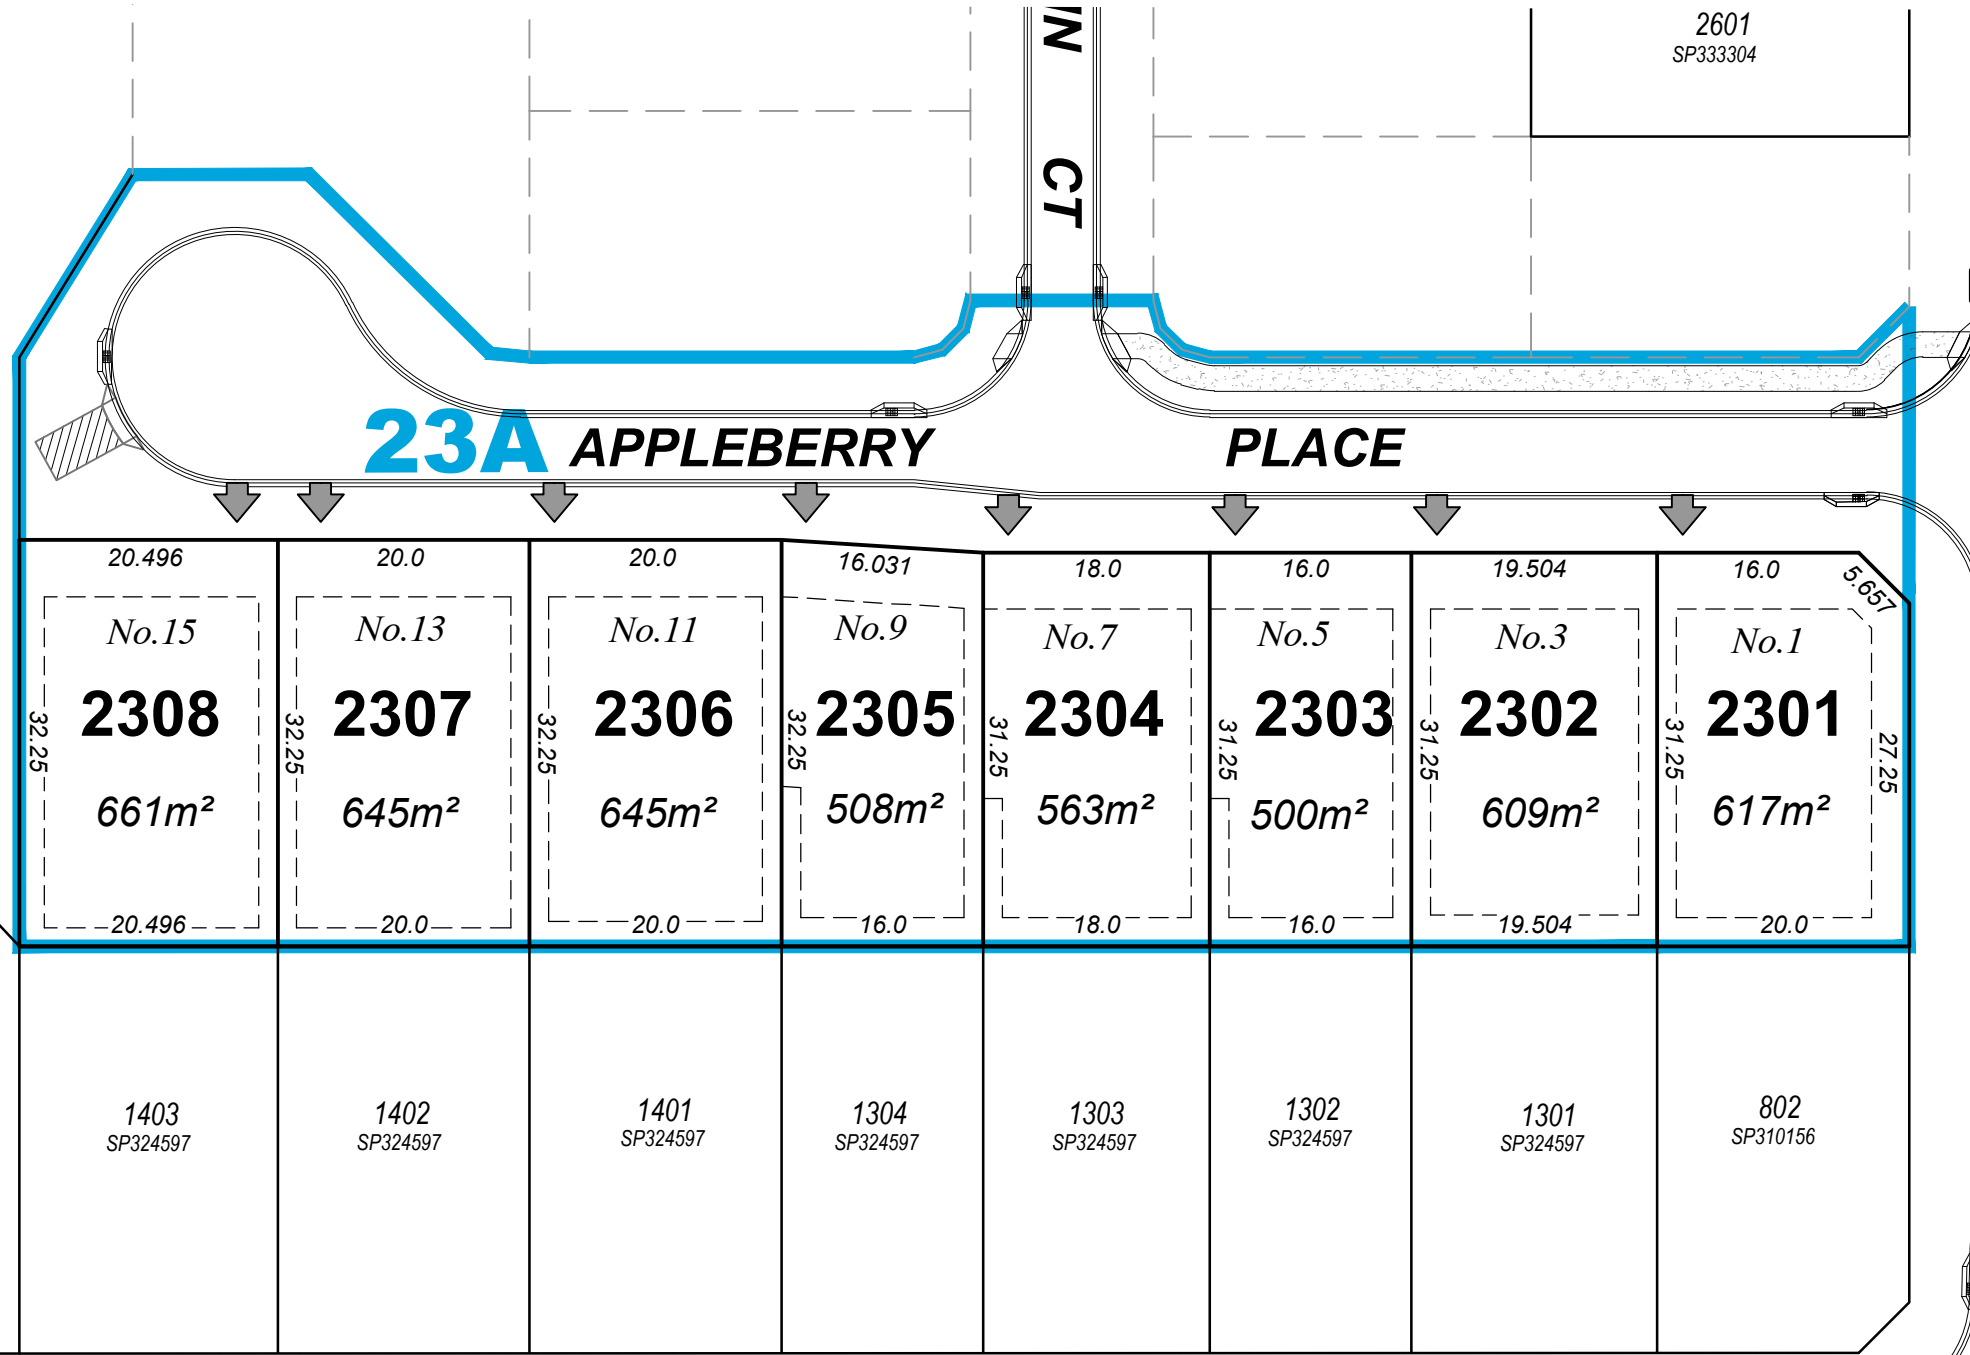 2601
SP333304
CT
23A
APPLEBERRY PLACE
20.496
20.0
20.0
16.031
18.0
16.0
19.504
16.0
5.657
No.15
No.13
No.11
No.9
No.7
No.5
No.3
No.1
2308
2307
2306
2305
2304
2303
2302
2301
32.25
32.25
32.25
32.25
31.25
31.25
31.25
31.25
27.25
661m²
645m²
645m²
508m²
563m²
500m²
609m²
617m²
20.496
20.0
20.0
16.0
18.0
16.0
19.504
20.0
1403
SP324597
1402
SP324597
1401
SP324597
1304
SP324597
1303
SP324597
1302
SP324597
1301
SP324597
802
SP310156